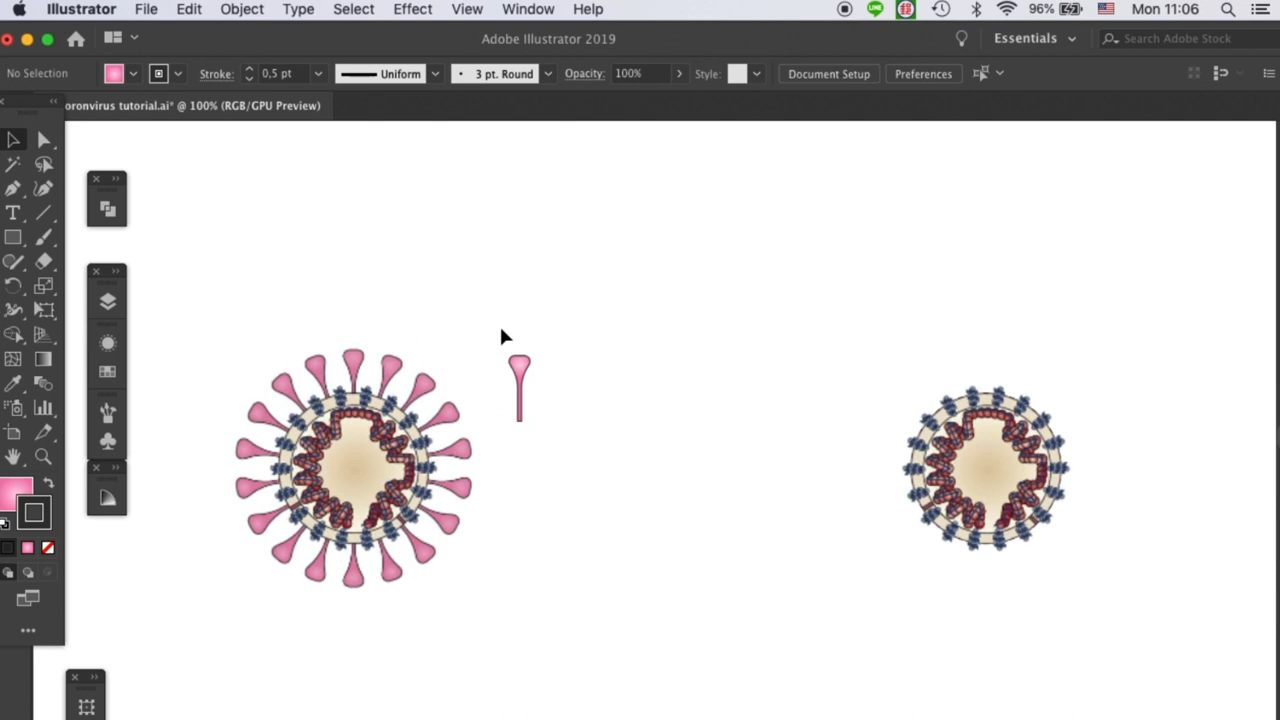 Illustrator File Edit Object Type Select Effect View Window Help 96% Mon 11:06
Adobe Illustrator 2019 Essentials Search Adobe Stock
No Selection Stroke: 0,5 pt Uniform 3 pt. Round Opacity: 100% Style: Document Setup Preferences
oronvirus tutorial.ai* @ 100% (RGB/GPU Preview)